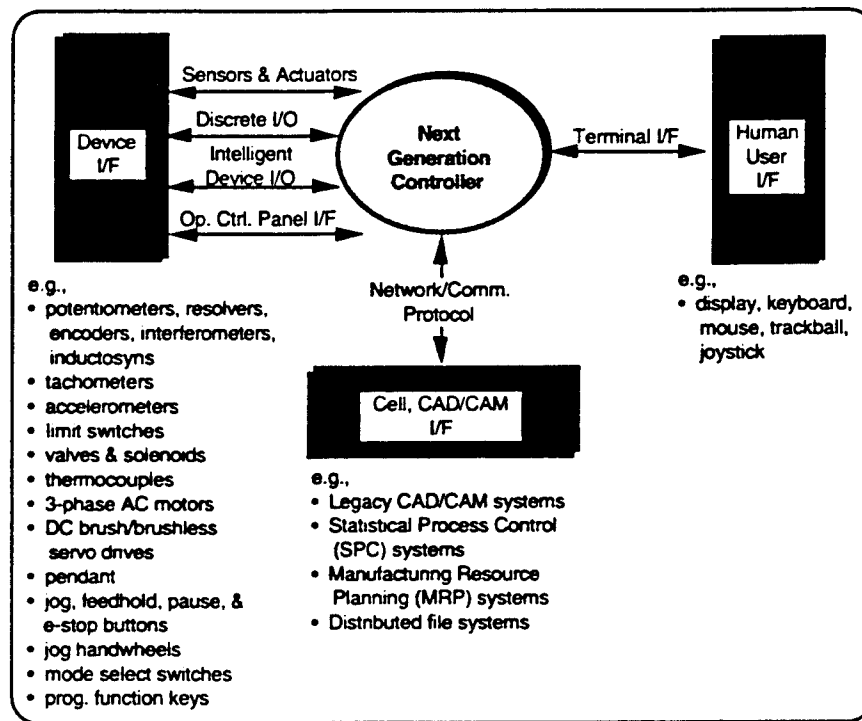 Sensors & Actuators
Discrete I/O
Intelligent
Device I/O
Op. Ctrl. Panel I/F
Device
I/F
Next
Generation
Controller
Terminal I/F
Human
User
I/F
Network/Comm.
Protocol
Cell, CAD/CAM
I/F
e.g.,
• potentiometers, resolvers,
encoders, interferometers,
inductosyns
• tachometers
• accelerometers
• limit switches
• valves & solenoids
• thermocouples
• 3-phase AC motors
• DC brush/brushless
servo drives
• pendant
• jog, feedhold, pause, &
e-stop buttons
• jog handwheels
• mode select switches
• prog. function keys
e.g.,
• Legacy CAD/CAM systems
• Statistical Process Control
(SPC) systems
• Manufacturing Resource
Planning (MRP) systems
• Distributed file systems
e.g.,
• display, keyboard,
mouse, trackball,
joystick